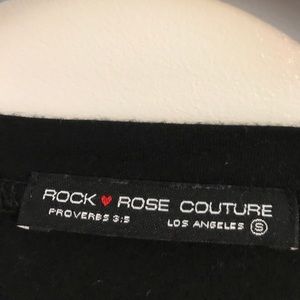 ROCK ♥ ROSE COUTURE
PROVERBS 3:5 LOS ANGELES S